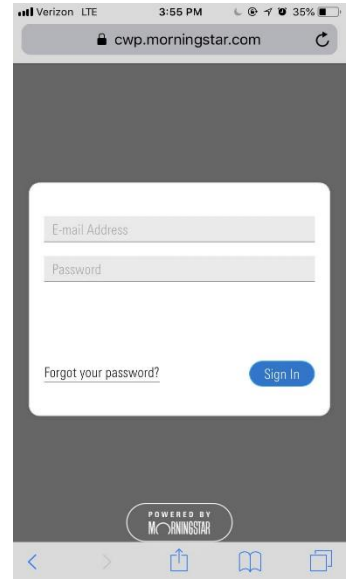 Verizon LTE 3:55 PM 35%
cwp.morningstar.com
E-mail Address
Password
Forgot your password? Sign In
POWERED BY
MORNINGSTAR